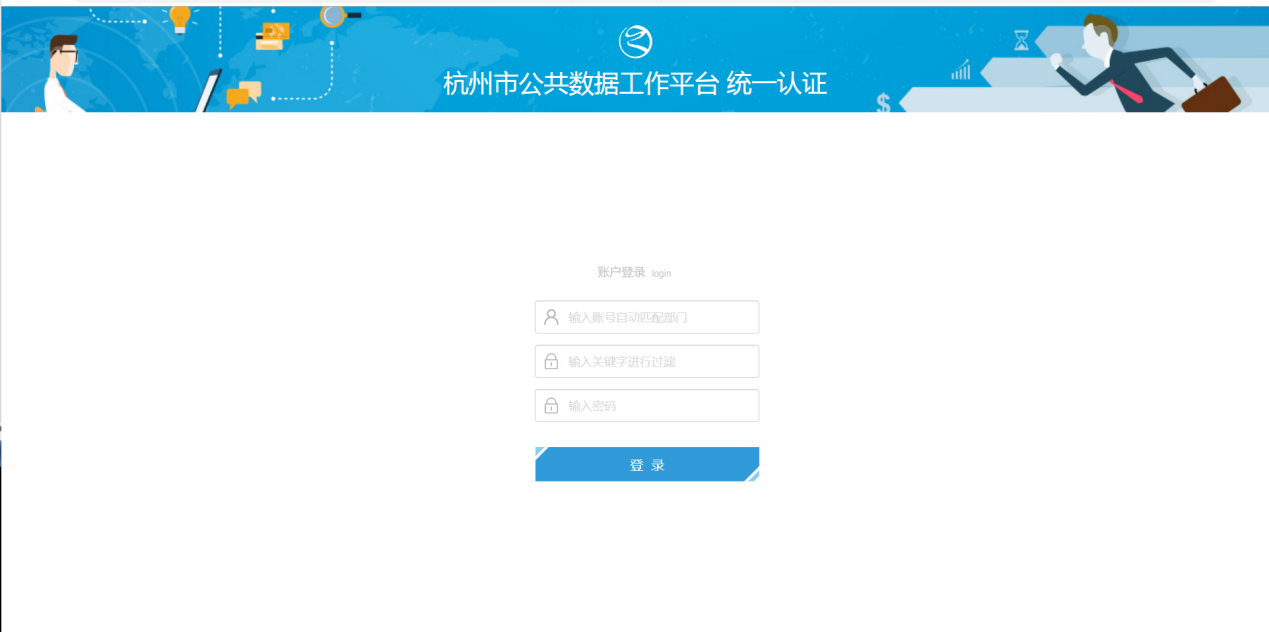 杭州市公共数据工作平台 统一认证
$
账户登录 login
输入账号自动匹配部门
输入关键字进行过滤
输入密码
登 录